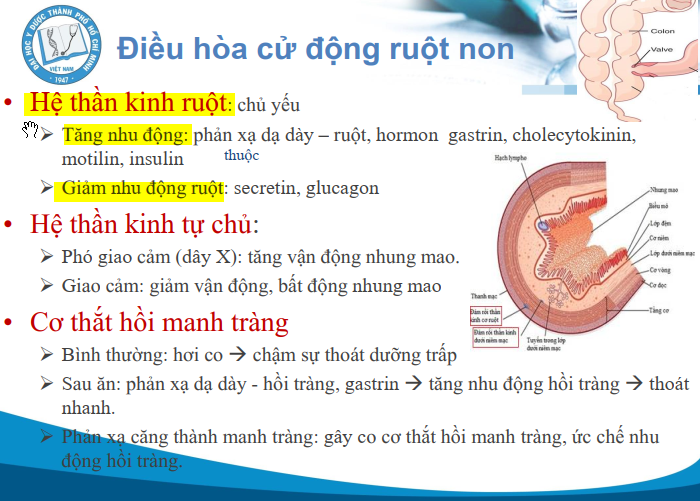 ĐẠI HỌC Y DƯỢC THÀNH PHỐ HỒ CHÍ MINH
VIỆT NAM
1947
Điều hòa cử động ruột non
Colon
Valve
• Hệ thần kinh ruột: chủ yếu
➢ Tăng nhu động: phản xạ dạ dày – ruột, hormon gastrin, cholecytokinin,
motilin, insulin
thuộc
➢ Giảm nhu động ruột: secretin, glucagon
• Hệ thần kinh tự chủ:
➢ Phó giao cảm (dây X): tăng vận động nhung mao.
➢ Giao cảm: giảm vận động, bất động nhung mao
• Cơ thắt hồi manh tràng
➢ Bình thường: hơi co → chậm sự thoát dưỡng trấp
➢ Sau ăn: phản xạ dạ dày - hồi tràng, gastrin → tăng nhu động hồi tràng → thoát
nhanh.
➢ Phản xạ căng thành manh tràng: gây co cơ thắt hồi manh tràng, ức chế nhu
động hồi tràng.
Hạch lympho
Nhung mao
Biểu mô
Lớp đệm
Cơ niêm
Lớp dưới niêm mạc
Cơ vòng
Cơ dọc
Tầng cơ
Thanh mạc
Đám rối thần
kinh cơ ruột
Đám rối thần kinh
dưới niêm mạc
Tuyến trong lớp
dưới niêm mạc